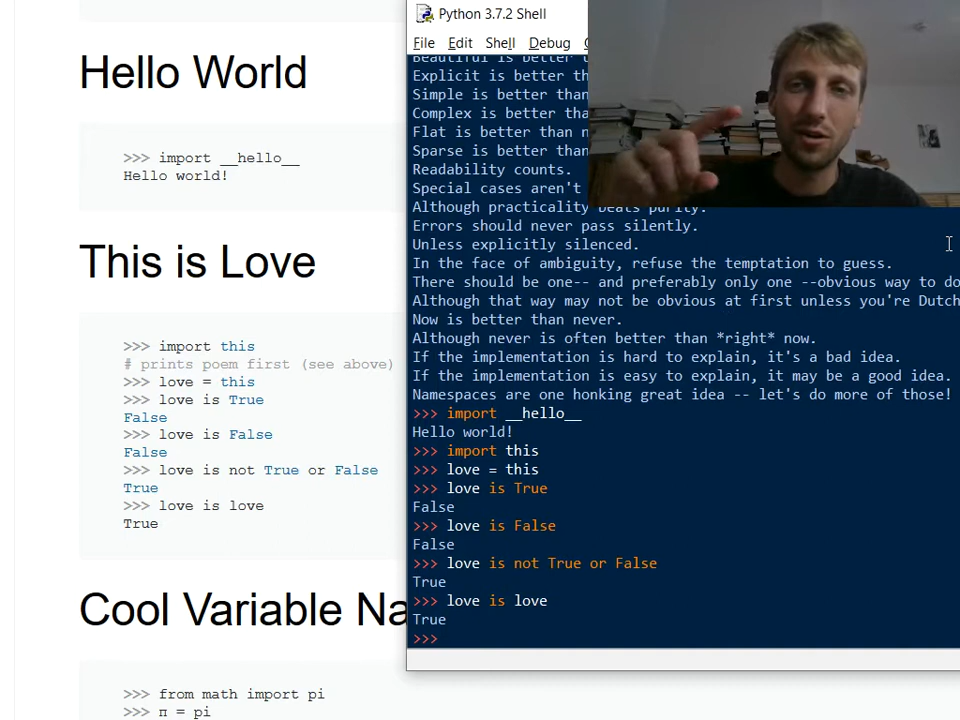 Hello World
>>> import __hello__
Hello world!
This is Love
>>> import this
# prints poem first (see above)
>>> love = this
>>> love is True
False
>>> love is False
False
>>> love is not True or False
True
>>> love is love
True
Cool Variable Na
>>> from math import pi
>>> π = pi
Python 3.7.2 Shell
File Edit Shell Debug
Beautiful is better
Explicit is better th
Simple is better than
Complex is better tha
Flat is better than n
Sparse is better than
Readability counts.
Special cases aren't
Although practicality beats purity.
Errors should never pass silently.
Unless explicitly silenced.
In the face of ambiguity, refuse the temptation to guess.
There should be one-- and preferably only one --obvious way to do
Although that way may not be obvious at first unless you're Dutch
Now is better than never.
Although never is often better than *right* now.
If the implementation is hard to explain, it's a bad idea.
If the implementation is easy to explain, it may be a good idea.
Namespaces are one honking great idea -- let's do more of those!
>>> import __hello__
Hello world!
>>> import this
>>> love = this
>>> love is True
False
>>> love is False
False
>>> love is not True or False
True
>>> love is love
True
>>>